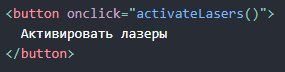 <button onclick="activateLasers()">
  Активировать лазеры
</button>